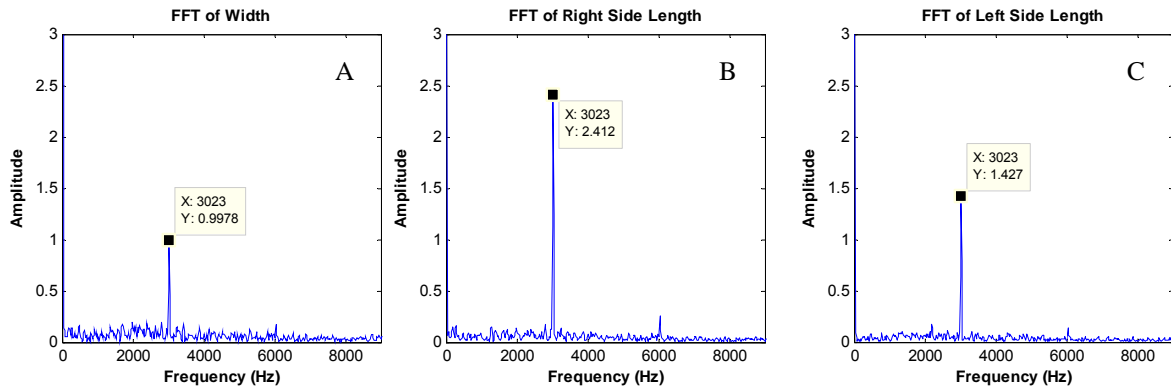 FFT of Width
A
3
2.5
2
1.5
1
0.5
0
X: 3023
Y: 0.9978
Amplitude
0 2000 4000 6000 8000
Frequency (Hz)
FFT of Right Side Length
B
3
2.5
2
1.5
1
0.5
0
X: 3023
Y: 2.412
Amplitude
0 2000 4000 6000 8000
Frequency (Hz)
FFT of Left Side Length
C
3
2.5
2
1.5
1
0.5
0
X: 3023
Y: 1.427
Amplitude
0 2000 4000 6000 8000
Frequency (Hz)